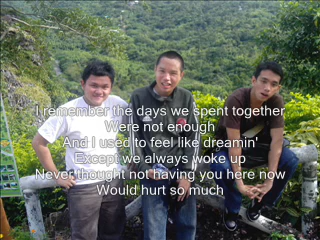 I remember the days we spent together
Were not enough
And I used to feel like dreamin'
Except we always woke up
Never thought not having you here now
Would hurt so much